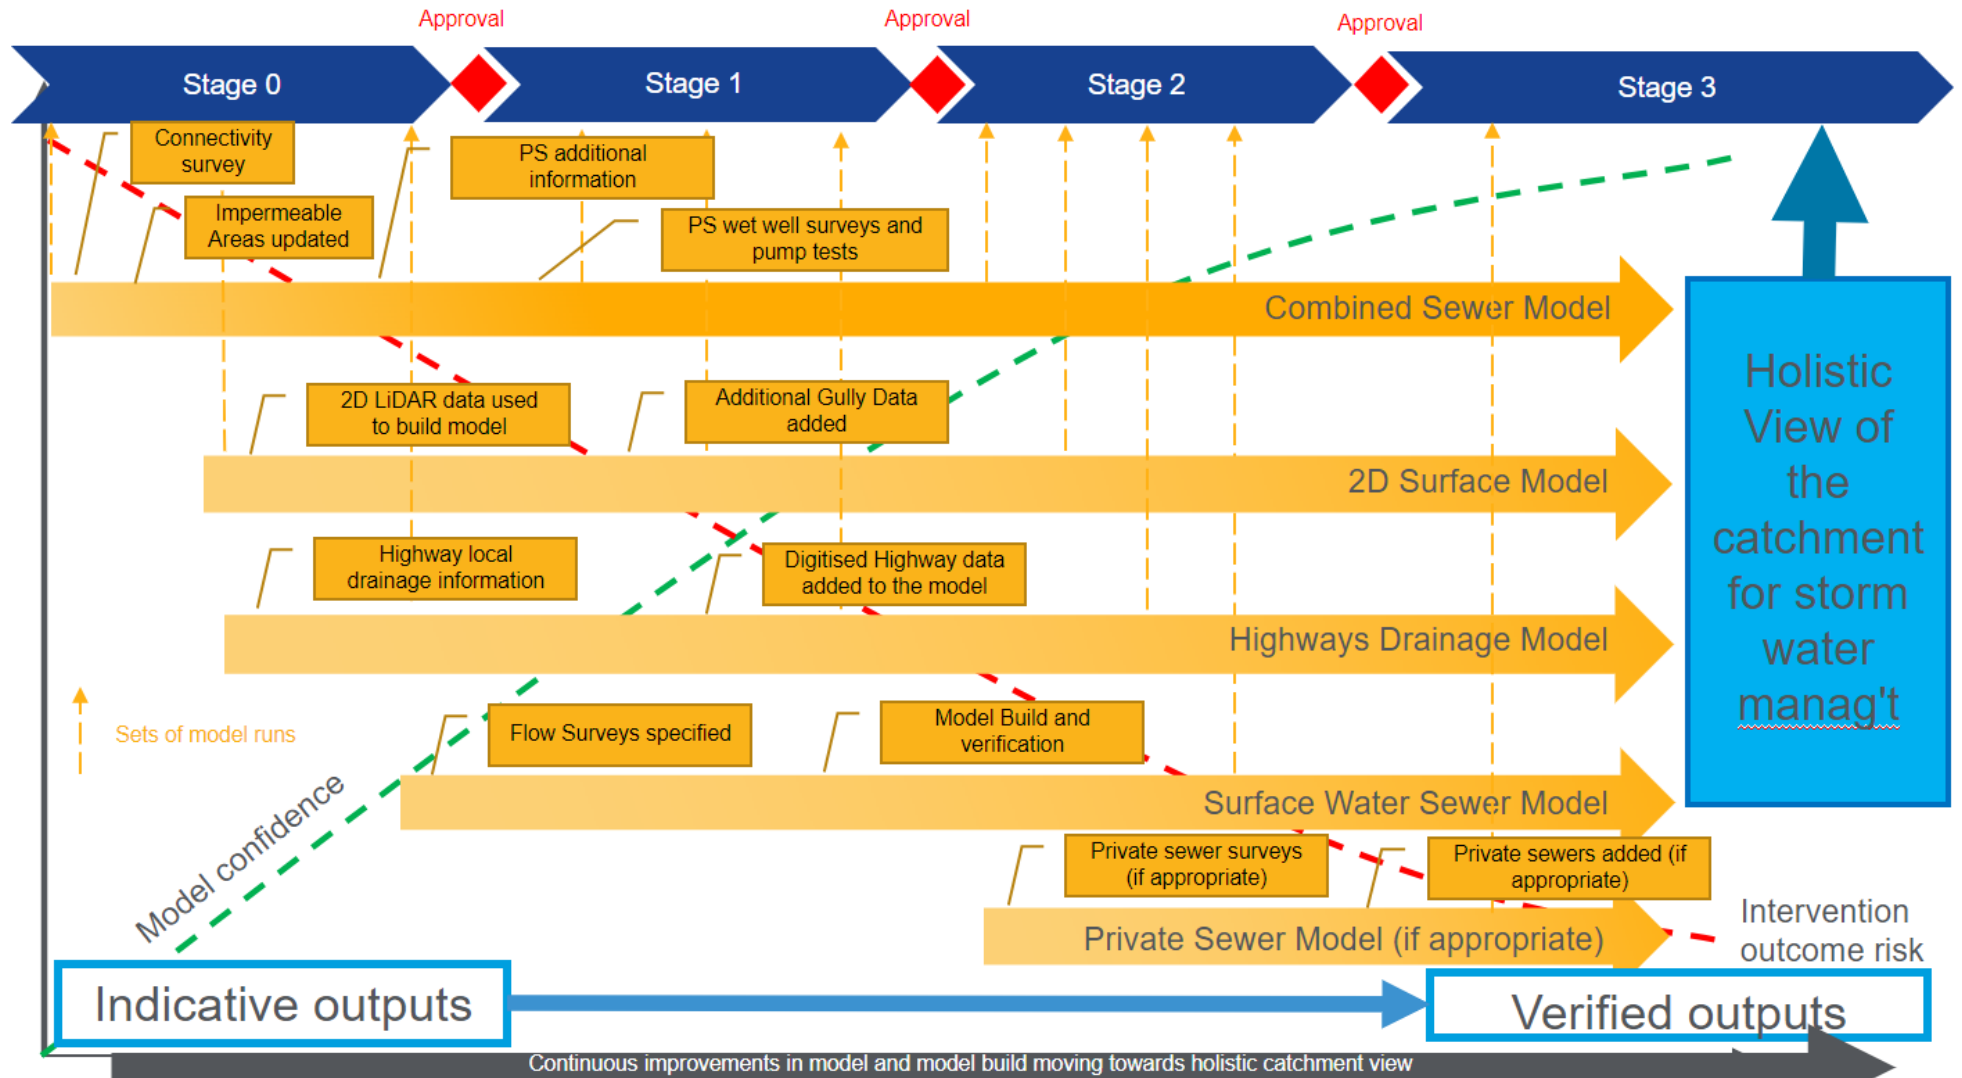 Approval
Approval
Approval
Stage 0
Stage 1
Stage 2
Stage 3
Connectivity
survey
PS additional
information
Impermeable
Areas updated
PS wet well surveys and
pump tests
Combined Sewer Model
2D LiDAR data used
to build model
Additional Gully Data
added
2D Surface Model
Highway local
drainage information
Digitised Highway data
added to the model
Highways Drainage Model
Sets of model runs
Flow Surveys specified
Model Build and
verification
Surface Water Sewer Model
Model confidence
Private sewer surveys
(if appropriate)
Private sewers added (if
appropriate)
Private Sewer Model (if appropriate)
Holistic
View of
the
catchment
for storm
water
manag't
Intervention
outcome risk
Indicative outputs
Verified outputs
Continuous improvements in model and model build moving towards holistic catchment view